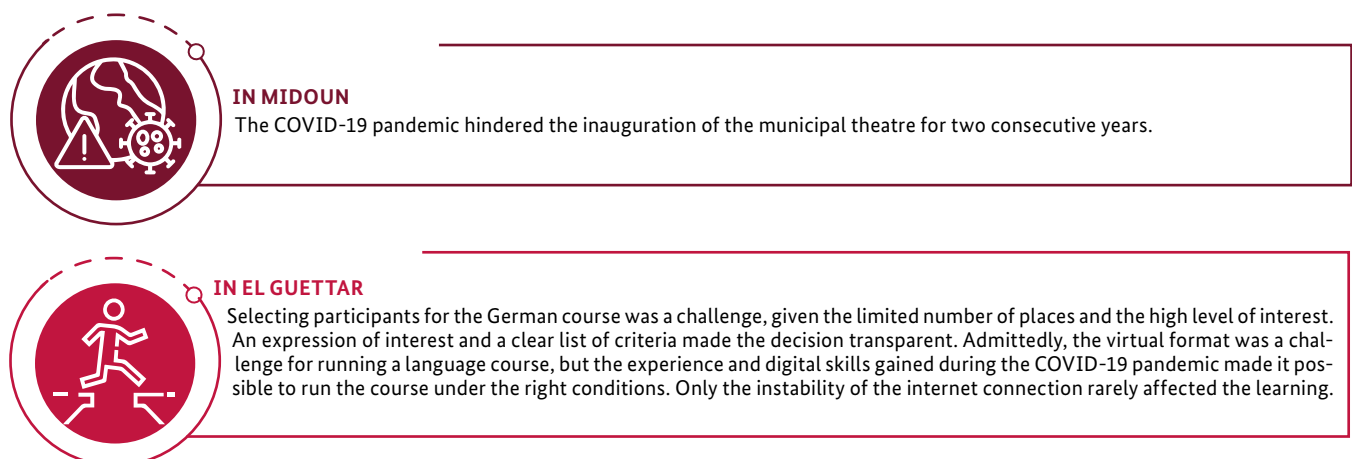 IN MIDOUN
The COVID-19 pandemic hindered the inauguration of the municipal theatre for two consecutive years.
IN EL GUETTAR
Selecting participants for the German course was a challenge, given the limited number of places and the high level of interest.
An expression of interest and a clear list of criteria made the decision transparent. Admittedly, the virtual format was a chal-
lenge for running a language course, but the experience and digital skills gained during the COVID-19 pandemic made it pos-
sible to run the course under the right conditions. Only the instability of the internet connection rarely affected the learning.